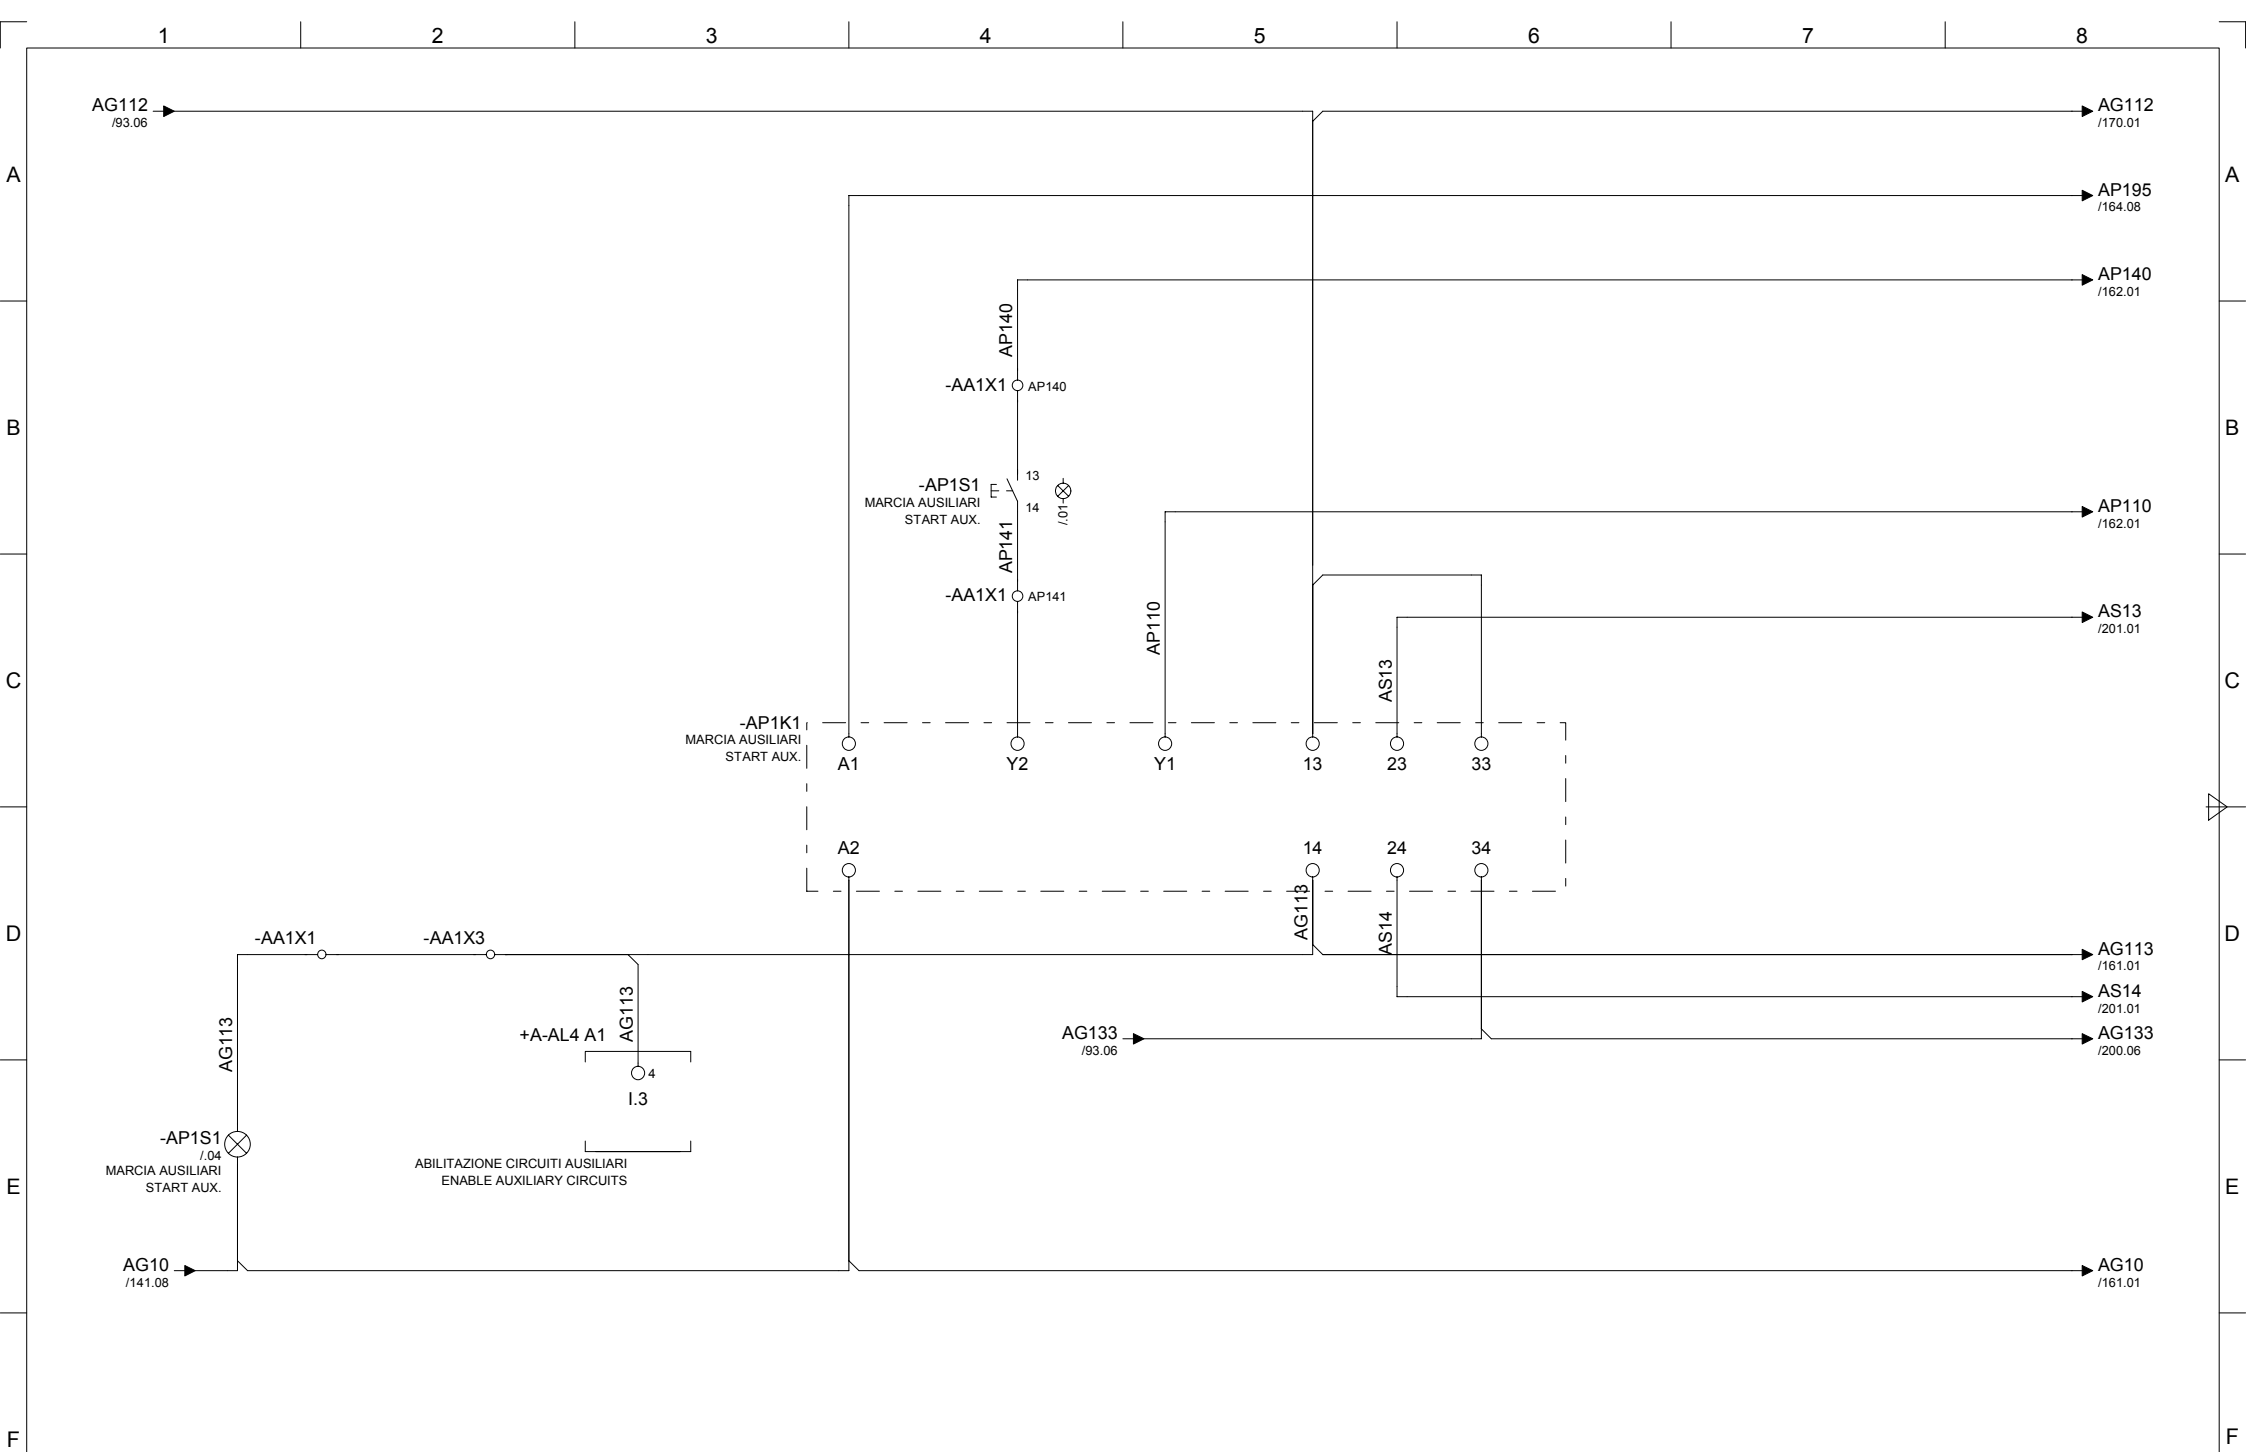 1 2 3 4 5 6 7 8
AG112
/93.06
AG112
/170.01
A
A
AP195
/164.08
AP140
/162.01
AP140
-AA1X1 AP140
B
B
-AP1S1 13
MARCIA AUSILIARI
START AUX.
14
/.01
AP110
/162.01
AP141
-AA1X1 AP141
AP110
AS13
/201.01
AS13
C
C
-AP1K1
MARCIA AUSILIARI
START AUX.
A1 Y2 Y1 13 23 33
A2 14 24 34
AG113
AS14
D
D
-AA1X1 -AA1X3
AG113
/161.01
AS14
/201.01
AG113
AG113
+A-AL4 A1
AG133
/93.06
AG133
/200.06
4
I.3
-AP1S1
/.04
MARCIA AUSILIARI
START AUX.
ABILITAZIONE CIRCUITI AUSILIARI
ENABLE AUXILIARY CIRCUITS
E
E
AG10
/141.08
AG10
/161.01
F
F